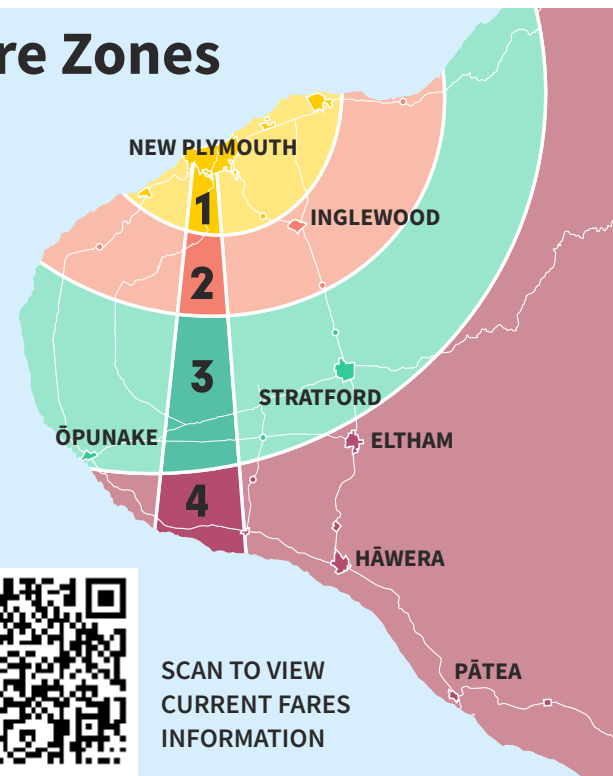 re Zones
NEW PLYMOUTH
1
INGLEWOOD
2
3
STRATFORD
ŌPUNAKE
ELTHAM
4
HĀWERA
SCAN TO VIEW
CURRENT FARES
INFORMATION
PĀTEA